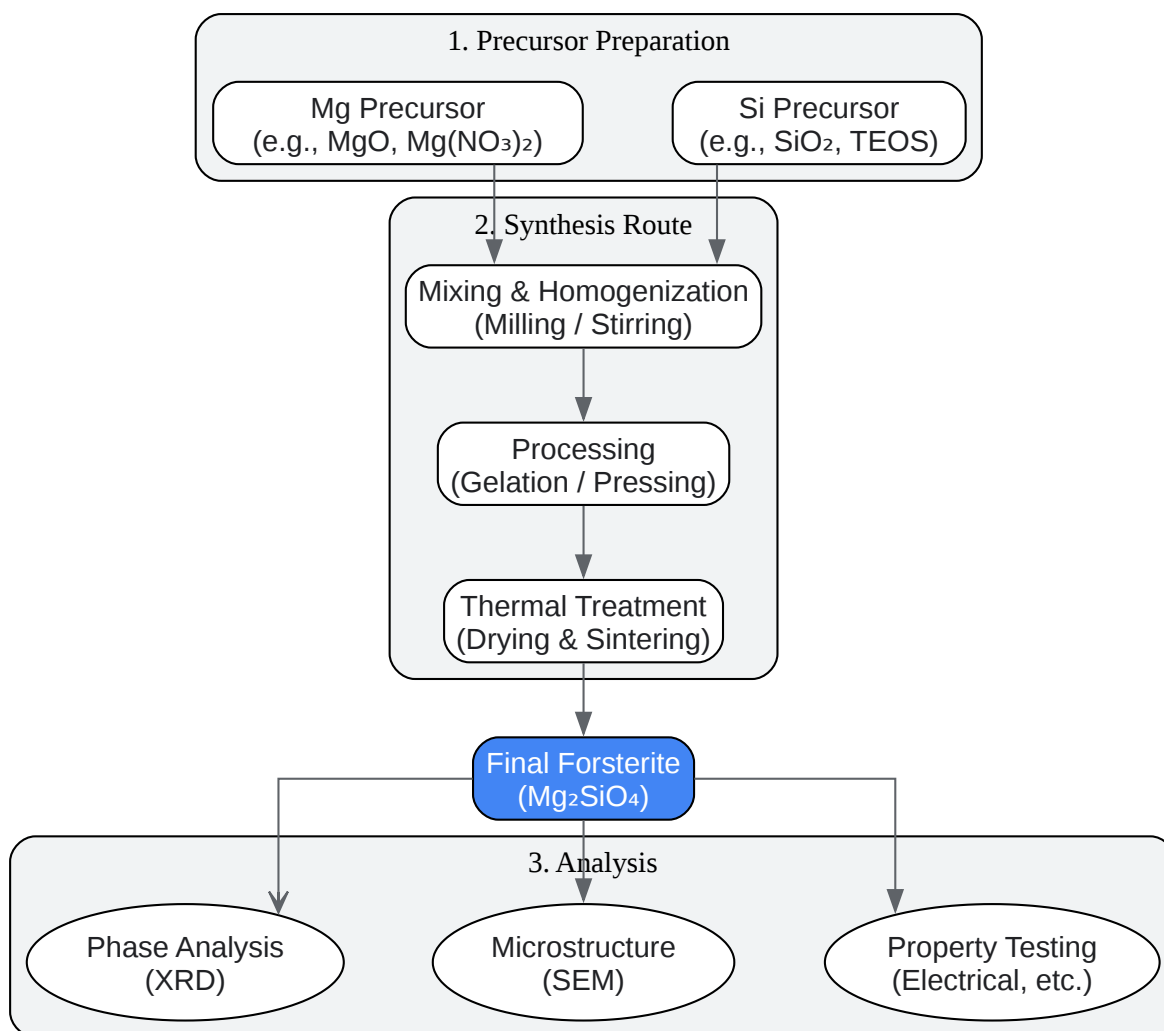 1. Precursor Preparation
Mg Precursor
(e.g., MgO, Mg(NO₃)₂)
Si Precursor
(e.g., SiO₂, TEOS)
2. Synthesis Route
Mixing & Homogenization
(Milling / Stirring)
Processing
(Gelation / Pressing)
Thermal Treatment
(Drying & Sintering)
Final Forsterite
(Mg₂SiO₄)
3. Analysis
Phase Analysis
(XRD)
Microstructure
(SEM)
Property Testing
(Electrical, etc.)